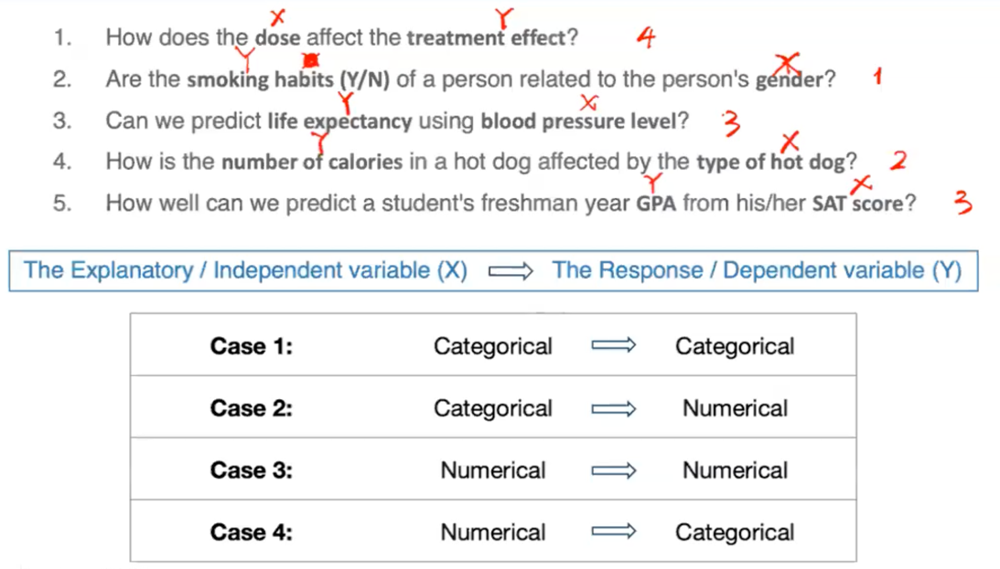 X Y
1. How does the dose affect the treatment effect? 4
Y X
2. Are the smoking habits (Y/N) of a person related to the person's gender? 1
Y X
3. Can we predict life expectancy using blood pressure level? 3
Y X
4. How is the number of calories in a hot dog affected by the type of hot dog? 2
Y X
5. How well can we predict a student's freshman year GPA from his/her SAT score? 3
The Explanatory / Independent variable (X) ⇨ The Response / Dependent variable (Y)
Case 1: Categorical ⇨ Categorical
Case 2: Categorical ⇨ Numerical
Case 3: Numerical ⇨ Numerical
Case 4: Numerical ⇨ Categorical